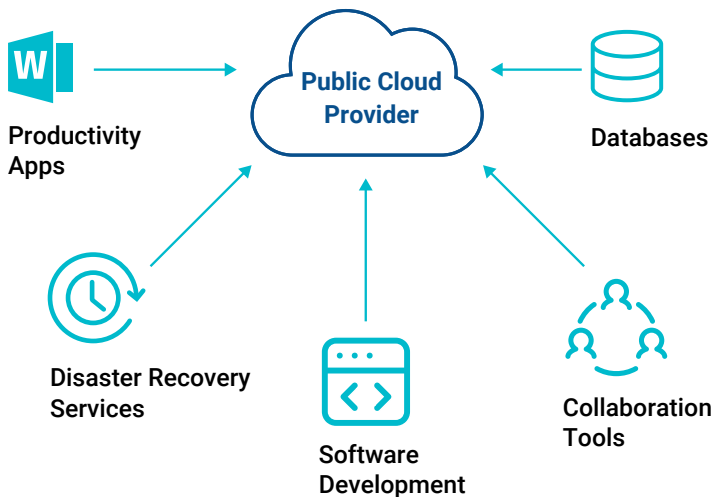 W
Public Cloud
Provider
Productivity
Apps
Databases
Disaster Recovery
Services
Software
Development
Collaboration
Tools